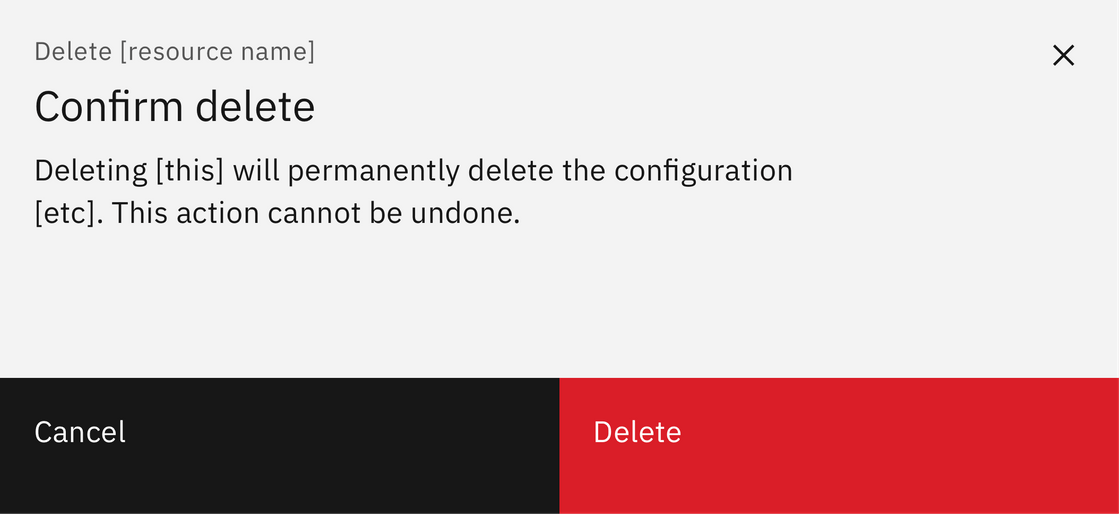 Delete [resource name]
Confirm delete
Deleting [this] will permanently delete the configuration
[etc]. This action cannot be undone.
Cancel
Delete